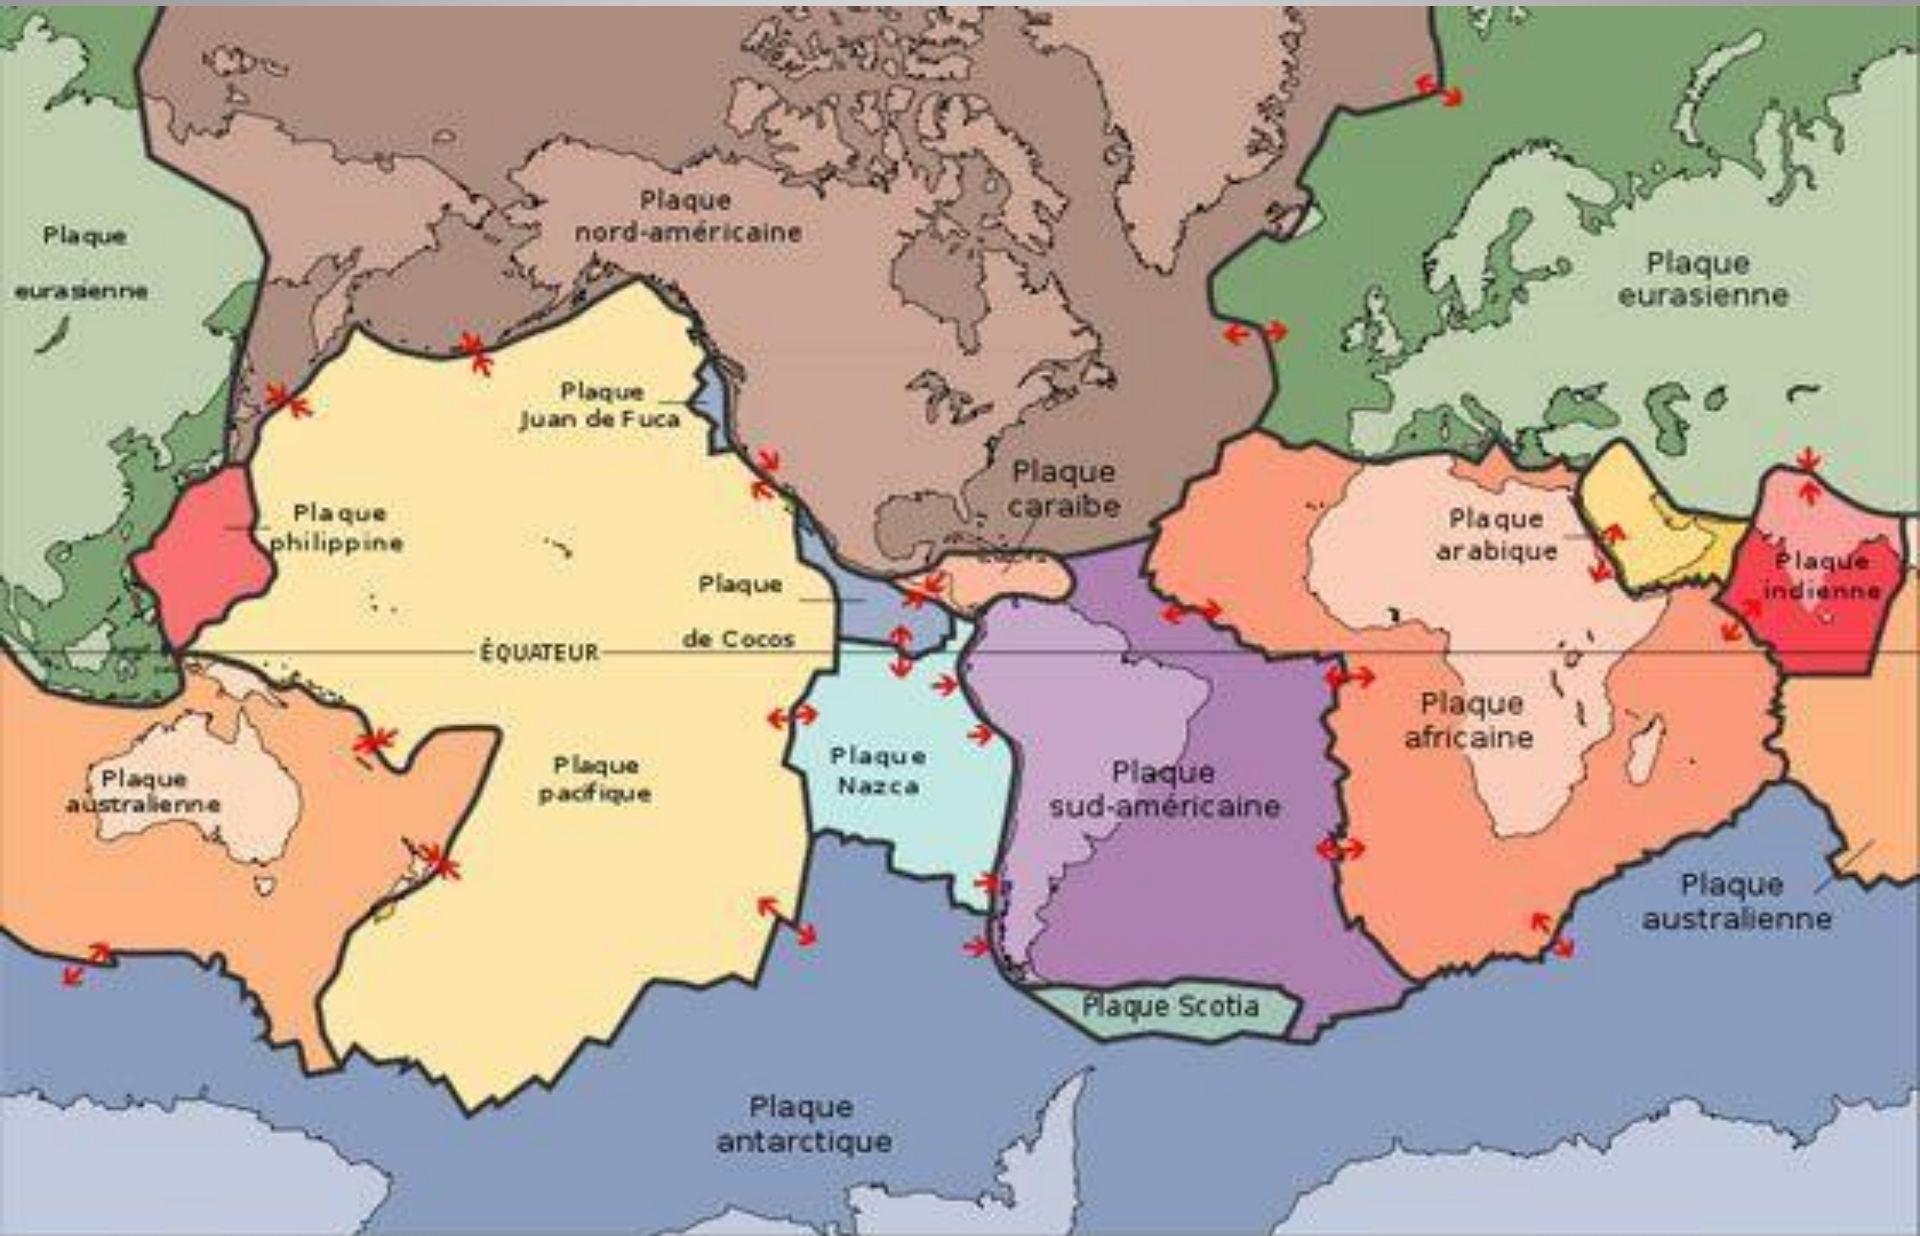 Plaque
nord-américaine
Plaque
eurasienne
Plaque
eurasienne
Plaque
Juan de Fuca
Plaque
caraïbe
Plaque
philippine
Plaque
arabique
Plaque
indienne
Plaque
de Cocos
ÉQUATEUR
Plaque
africaine
Plaque
australienne
Plaque
pacifique
Plaque
Nazca
Plaque
sud-américaine
Plaque
australienne
Plaque Scotia
Plaque
antarctique